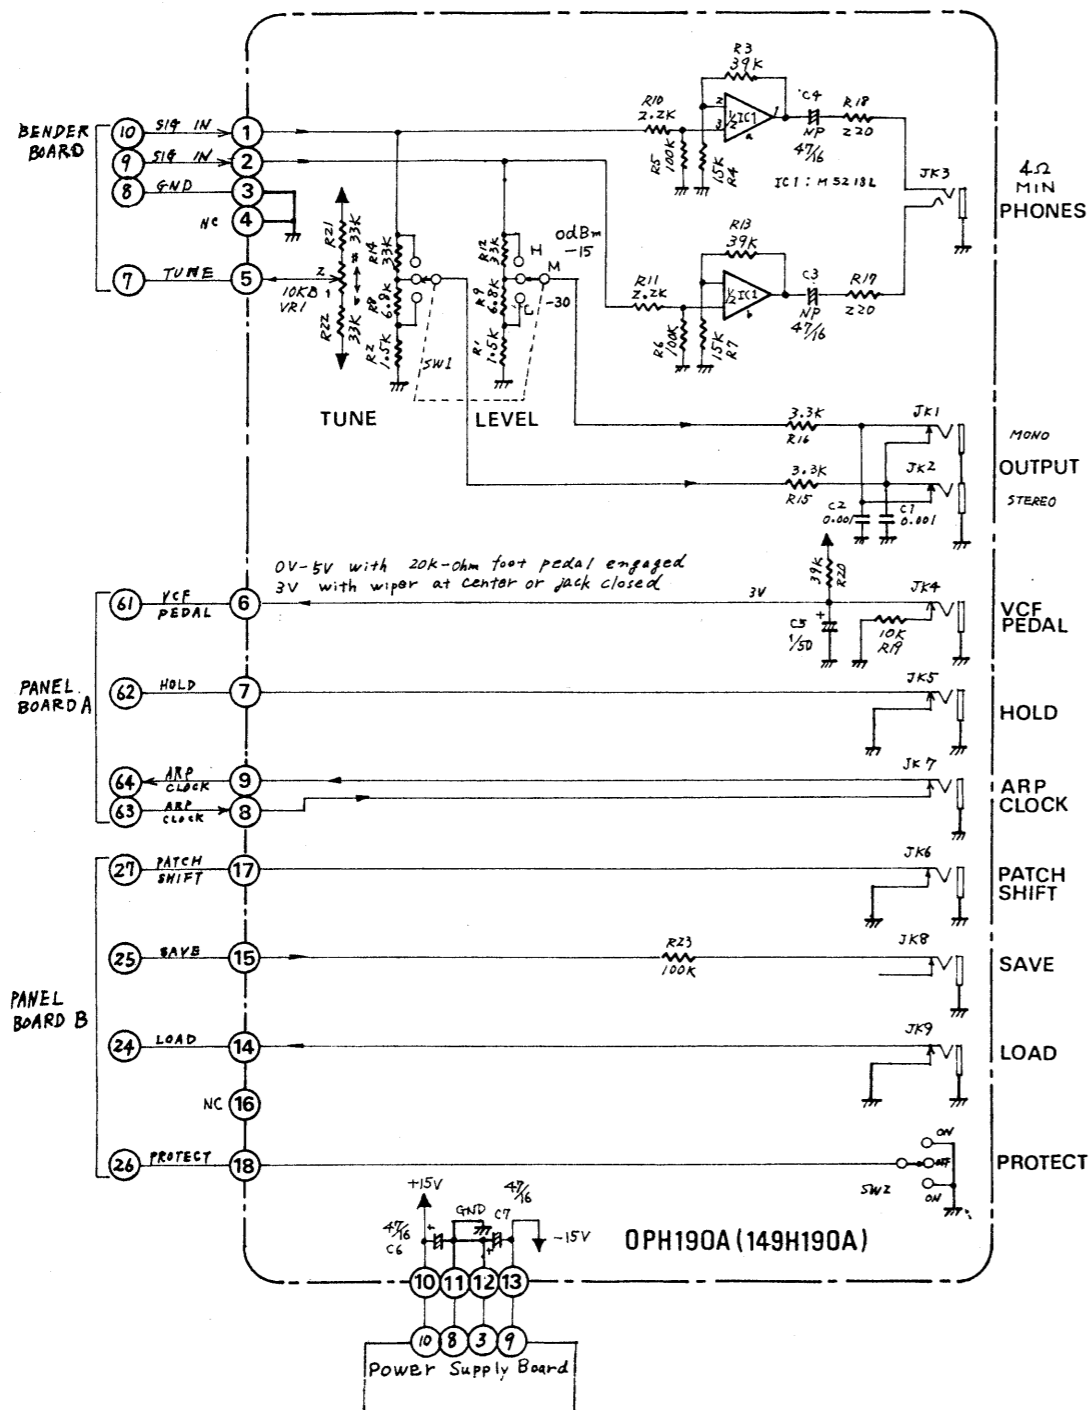 BENDER
BOARD
10 SIG IN 1
9 SIG IN 2
8 GND 3
NC 4
7 TUNE 5
R21
33K
2
10KB
VR1
R22
33K
R14
33K
R8
6.8K
R2
1.5K
SW1
R12
33K
R9
6.8K
R1
1.5K
H
M
L
0dBm
-15
-30
TUNE
LEVEL
R3
39K
R10
2.2K
R5
100K
15K
R4
2
3
1/2 IC1
a
1
C4
NP
47/16
R18
220
IC1 : M5218L
JK3
4Ω
MIN
PHONES
R13
39K
R11
2.2K
R6
100K
15K
R7
1/2 IC1
b
C3
NP
47/16
R17
220
3.3K
R16
JK1
MONO
OUTPUT
3.3K
R15
JK2
STEREO
C2
0.001
C1
0.001
0V-5V with 20k-Ohm foot pedal engaged
3V with wiper at center or jack closed
39K
R20
PANEL
BOARD A
61 VCF
PEDAL 6
3V
C5
1/50
+
10K
R19
JK4
VCF
PEDAL
62 HOLD 7
JK5
HOLD
64 ARP
CLOCK 9
63 ARP
CLOCK 8
JK7
ARP
CLOCK
PANEL
BOARD B
27 PATCH
SHIFT 17
JK6
PATCH
SHIFT
25 SAVE 15
R23
100K
JK8
SAVE
24 LOAD 14
JK9
LOAD
NC 16
26 PROTECT 18
ON
OFF
ON
SW2
PROTECT
+15V
47/16
C6
+
GND
C7
+
47/16
-15V
OPH190A (149H190A)
10 11 12 13
10 8 3 9
Power Supply Board